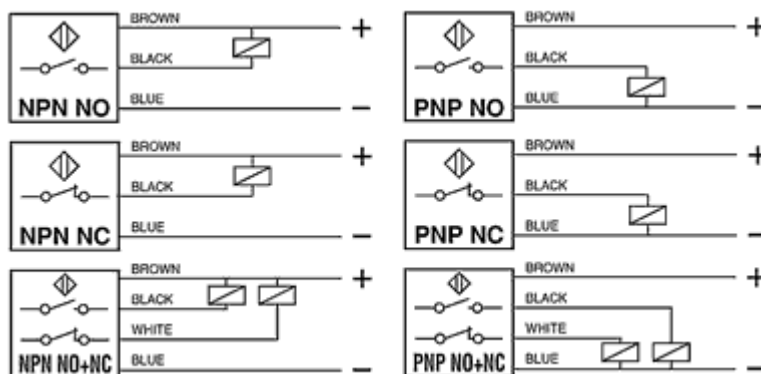 BROWN
+
BLACK
BLUE
−
NPN NO
BROWN
+
BLACK
BLUE
−
PNP NO
BROWN
+
BLACK
BLUE
−
NPN NC
BROWN
+
BLACK
BLUE
−
PNP NC
BROWN
+
BLACK
WHITE
BLUE
−
NPN NO+NC
BROWN
+
BLACK
WHITE
BLUE
−
PNP NO+NC